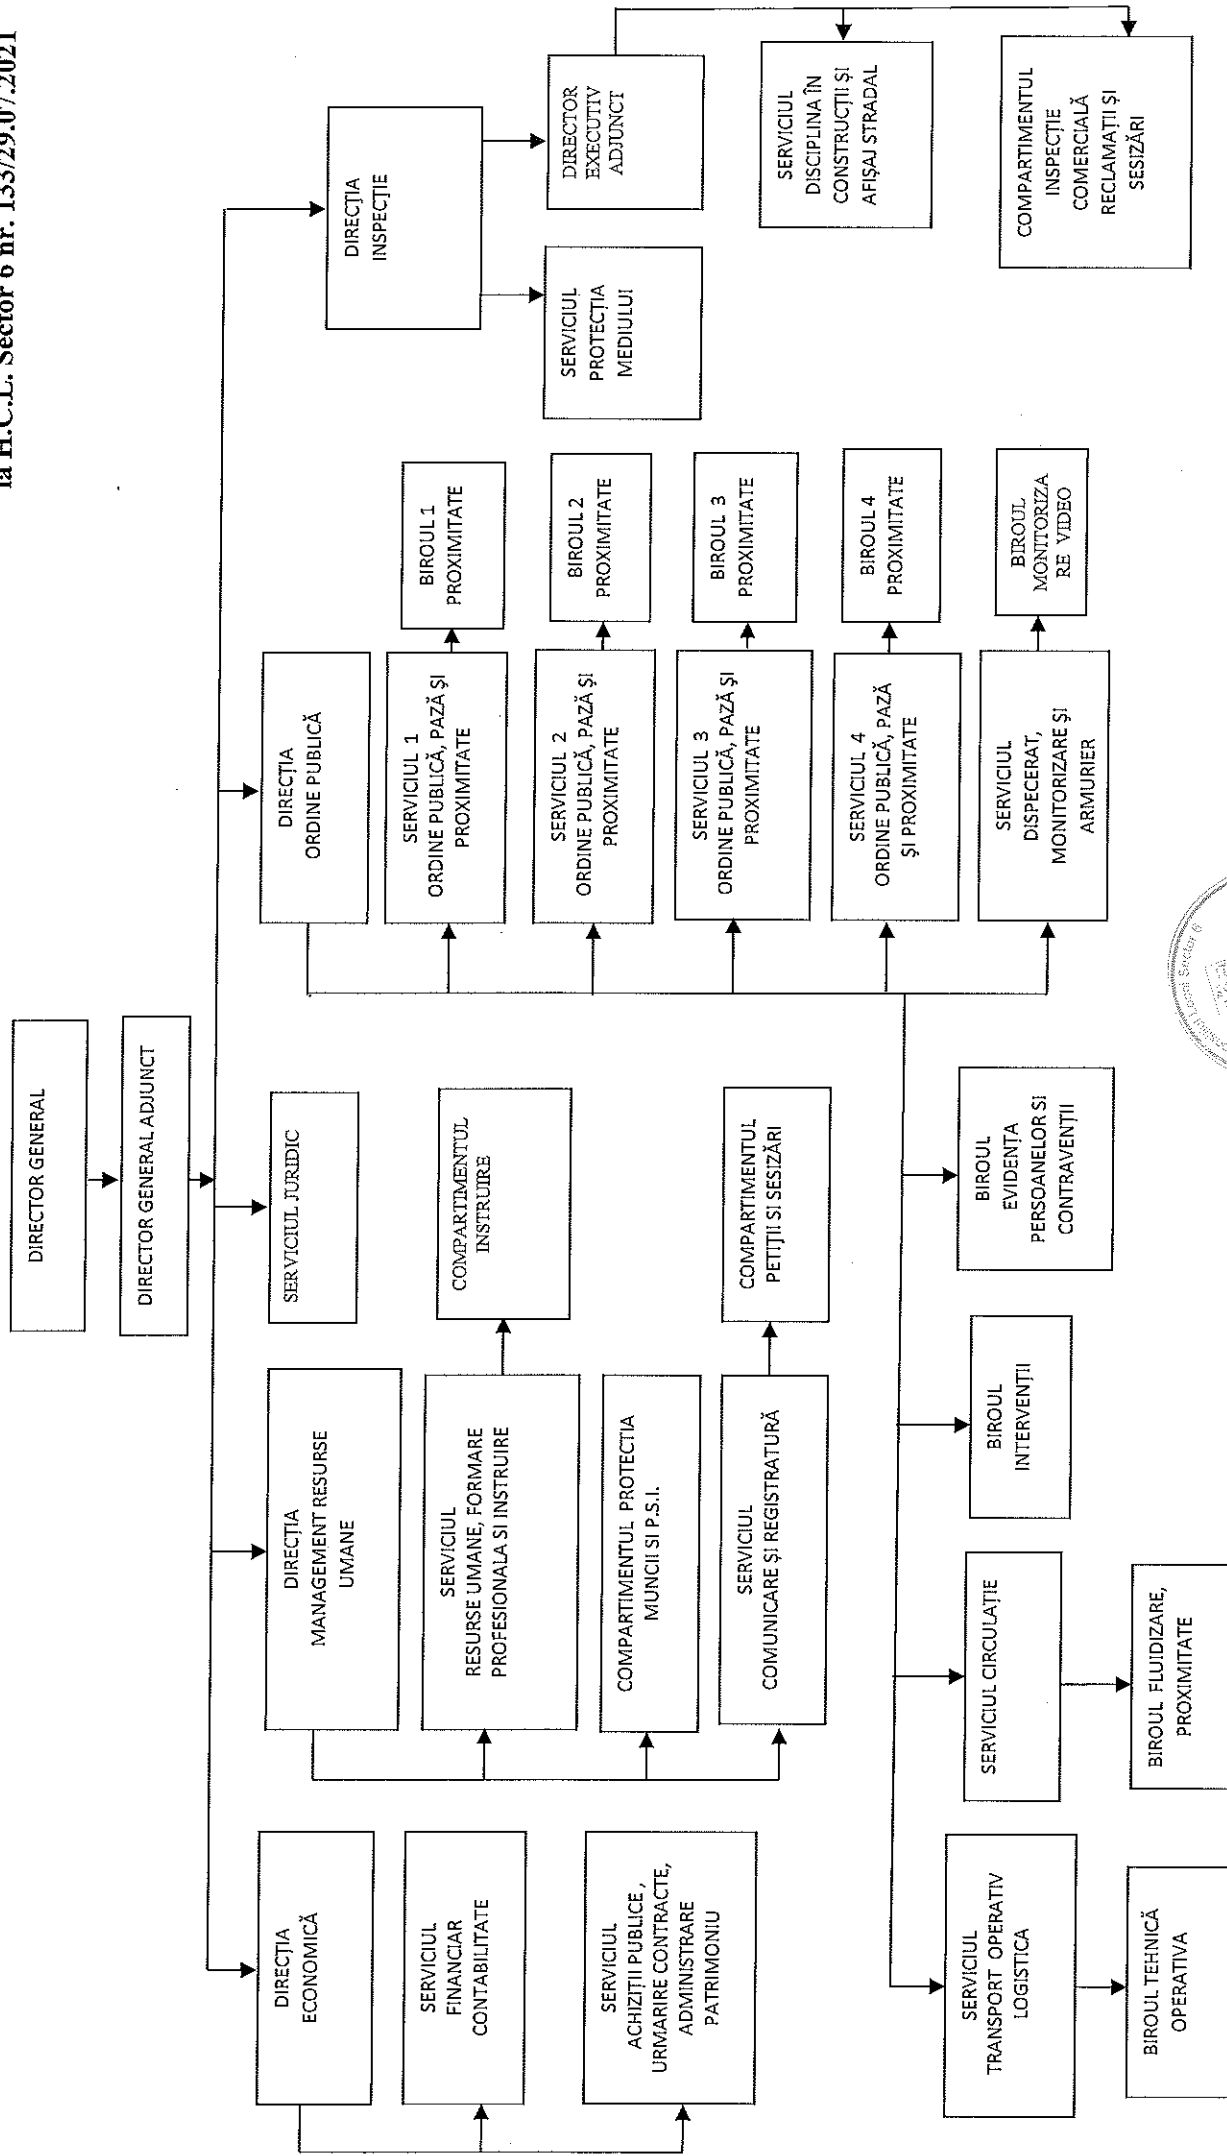 la H.C.L. Sector 6 nr. 133/29.07.2021
DIRECTOR GENERAL
DIRECTOR GENERAL ADJUNCT
DIRECȚIA
ECONOMICĂ
SERVICIUL
FINANCIAR
CONTABILITATE
SERVICIUL
ACHIZIȚII PUBLICE ,
URMARIRE CONTRACTE,
ADMINISTRARE
PATRIMONIU
DIRECȚIA
MANAGEMENT RESURSE
UMANE
SERVICIUL
RESURSE UMANE, FORMARE
PROFESIONALA SI INSTRUIRE
COMPARTIMENTUL
INSTRUIRE
COMPARTIMENTUL PROTECTIA
MUNCII SI P.S.I.
SERVICIUL
COMUNICARE ȘI REGISTRATURĂ
COMPARTIMENTUL
PETIȚII SI SESIZĂRI
SERVICIUL JURIDIC
DIRECȚIA
ORDINE PUBLICĂ
SERVICIUL 1
ORDINE PUBLICĂ, PAZĂ ȘI
PROXIMITATE
BIROUL 1
PROXIMITATE
SERVICIUL 2
ORDINE PUBLICĂ, PAZĂ ȘI
PROXIMITATE
BIROUL 2
PROXIMITATE
SERVICIUL 3
ORDINE PUBLICĂ, PAZĂ ȘI
PROXIMITATE
BIROUL 3
PROXIMITATE
SERVICIUL 4
ORDINE PUBLICĂ, PAZĂ
ȘI PROXIMITATE
BIROUL 4
PROXIMITATE
SERVICIUL
DISPECERAT,
MONITORIZARE ȘI
ARMURIER
BIROUL
MONITORIZA
RE VIDEO
DIRECȚIA
INSPECȚIE
SERVICIUL
PROTECȚIA
MEDIULUI
DIRECTOR
EXECUTIV
ADJUNCT
SERVICIUL
DISCIPLINA ÎN
CONSTRUCȚII ȘI
AFIȘAJ STRADAL
COMPARTIMENTUL
INSPECȚIE
COMERCIALĂ
RECLAMAȚII ȘI
SESIZĂRI
SERVICIUL
TRANSPORT OPERATIV
LOGISTICA
BIROUL TEHNICĂ
OPERATIVA
SERVICIUL CIRCULAȚIE
BIROUL FLUIDIZARE,
PROXIMITATE
BIROUL
INTERVENȚII
BIROUL
EVIDENȚA
PERSOANELOR SI
CONTRAVENȚII
Local Sector 6